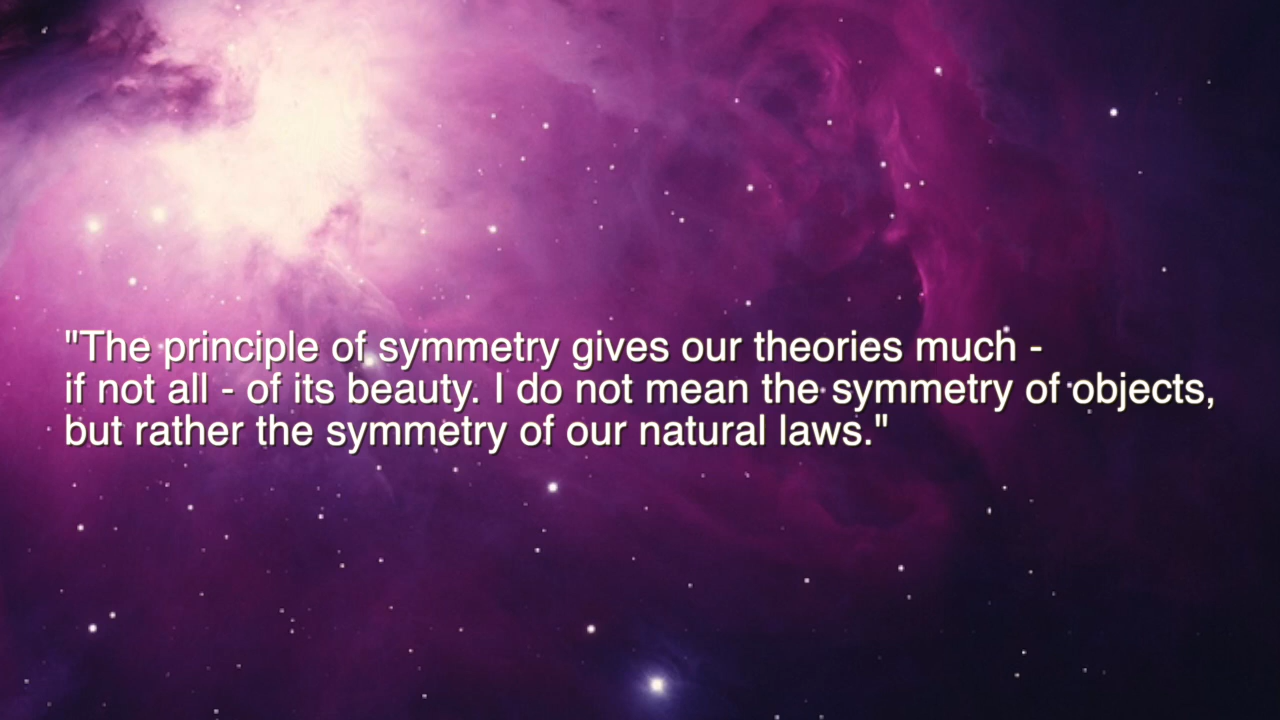 "The principle of symmetry gives our theories much -
if not all - of its beauty. I do not mean the symmetry of objects,
but rather the symmetry of our natural laws."